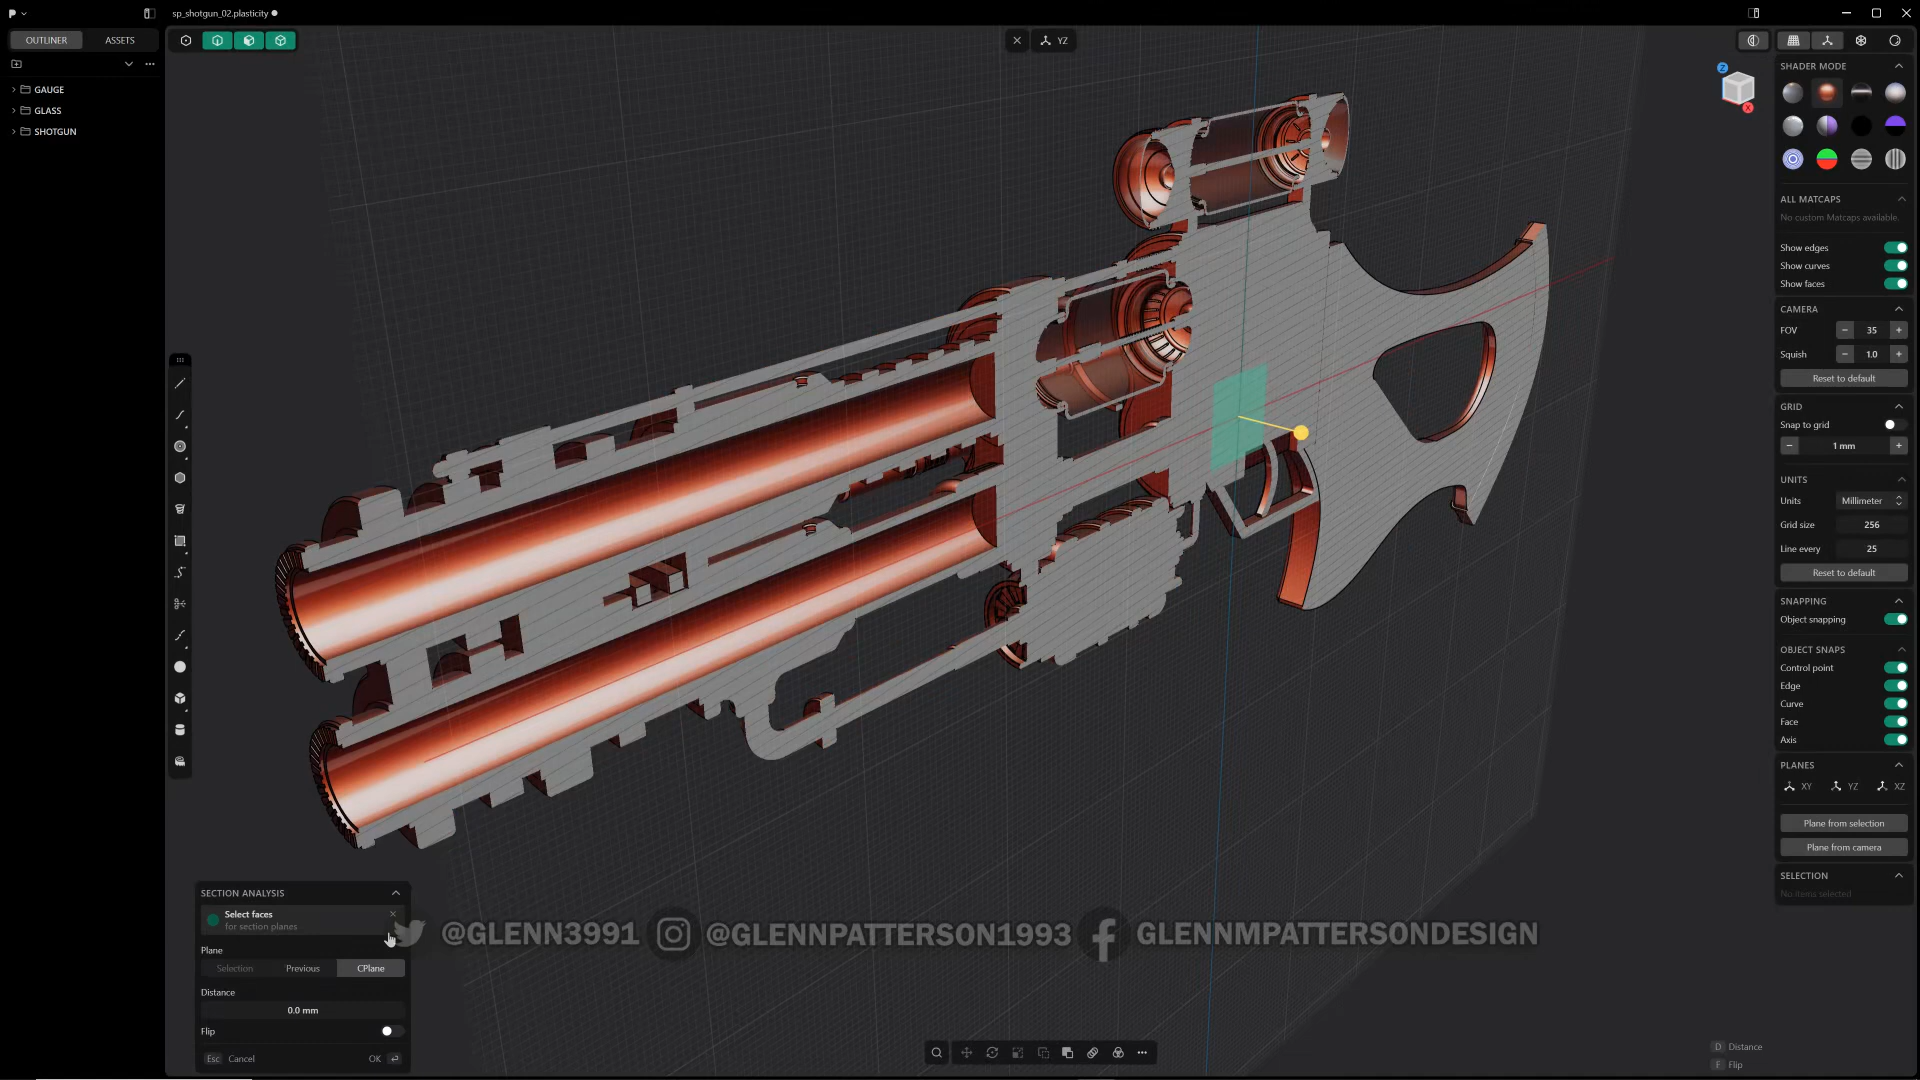 sp_shotgun_02.plasticity
OUTLINER
ASSETS
GAUGE
GLASS
SHOTGUN
YZ
Z
X
SHADER MODE
ALL MATCAPS
No custom Matcaps available.
Show edges
Show curves
Show faces
CAMERA
FOV
35
Squish
1.0
Reset to default
GRID
Snap to grid
1 mm
UNITS
Units
Millimeter
Grid size
256
Line every
25
Reset to default
SNAPPING
Object snapping
OBJECT SNAPS
Control point
Edge
Curve
Face
Axis
PLANES
XY
YZ
XZ
Plane from selection
Plane from camera
SELECTION
No items selected
SECTION ANALYSIS
Select faces
for section planes
Plane
Selection
Previous
CPlane
Distance
0.0 mm
Flip
Esc
Cancel
OK
@GLENN3991
@GLENNPATTERSON1993
GLENNMPATTERSONDESIGN
D Distance
F Flip